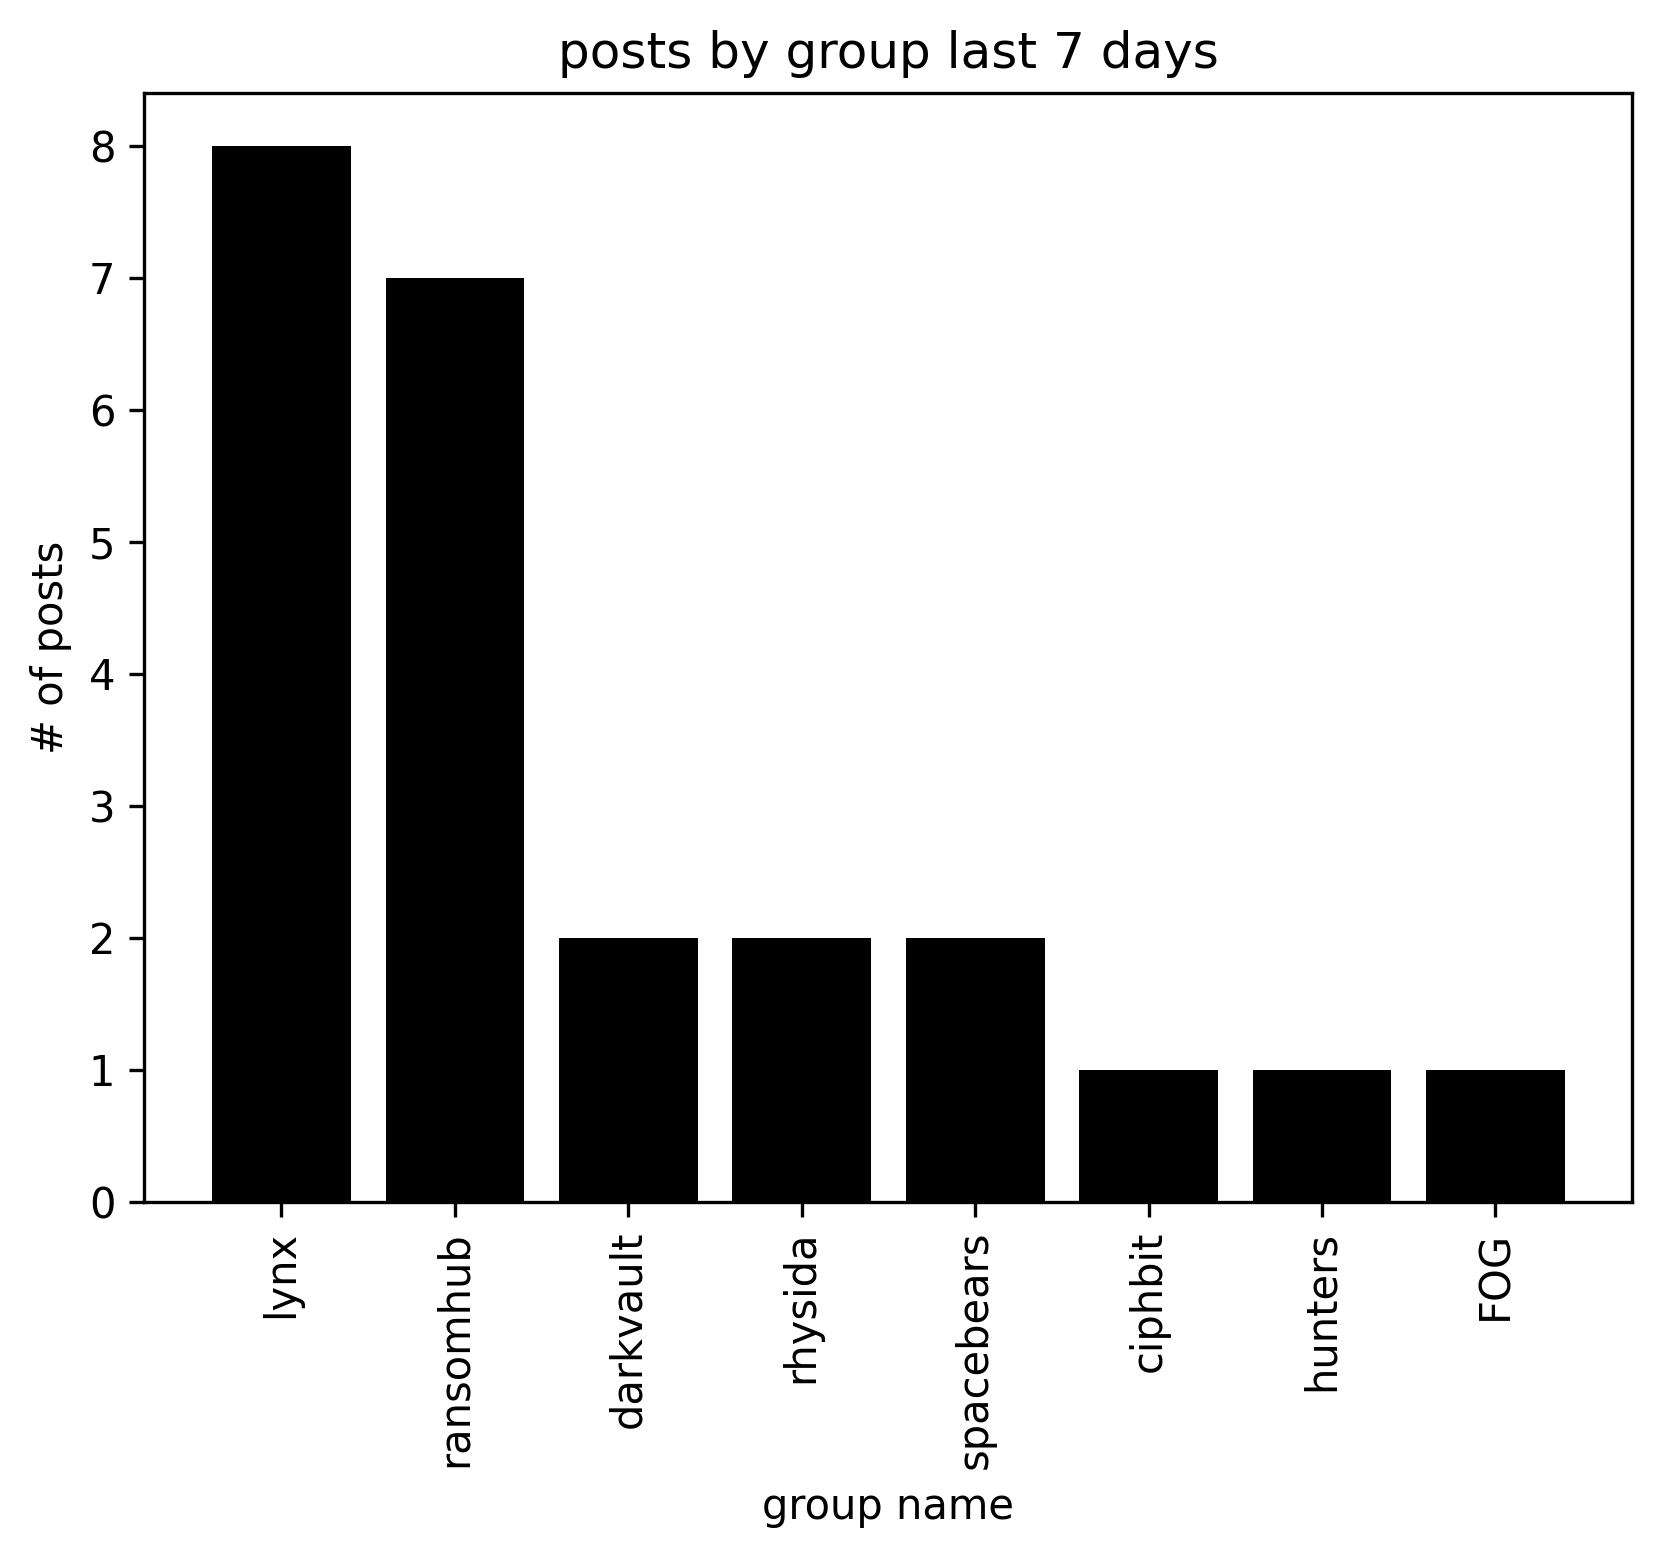 posts by group last 7 days
# of posts
8
7
6
5
4
3
2
1
0
lynx
ransomhub
darkvault
rhysida
spacebears
ciphbit
hunters
FOG
group name